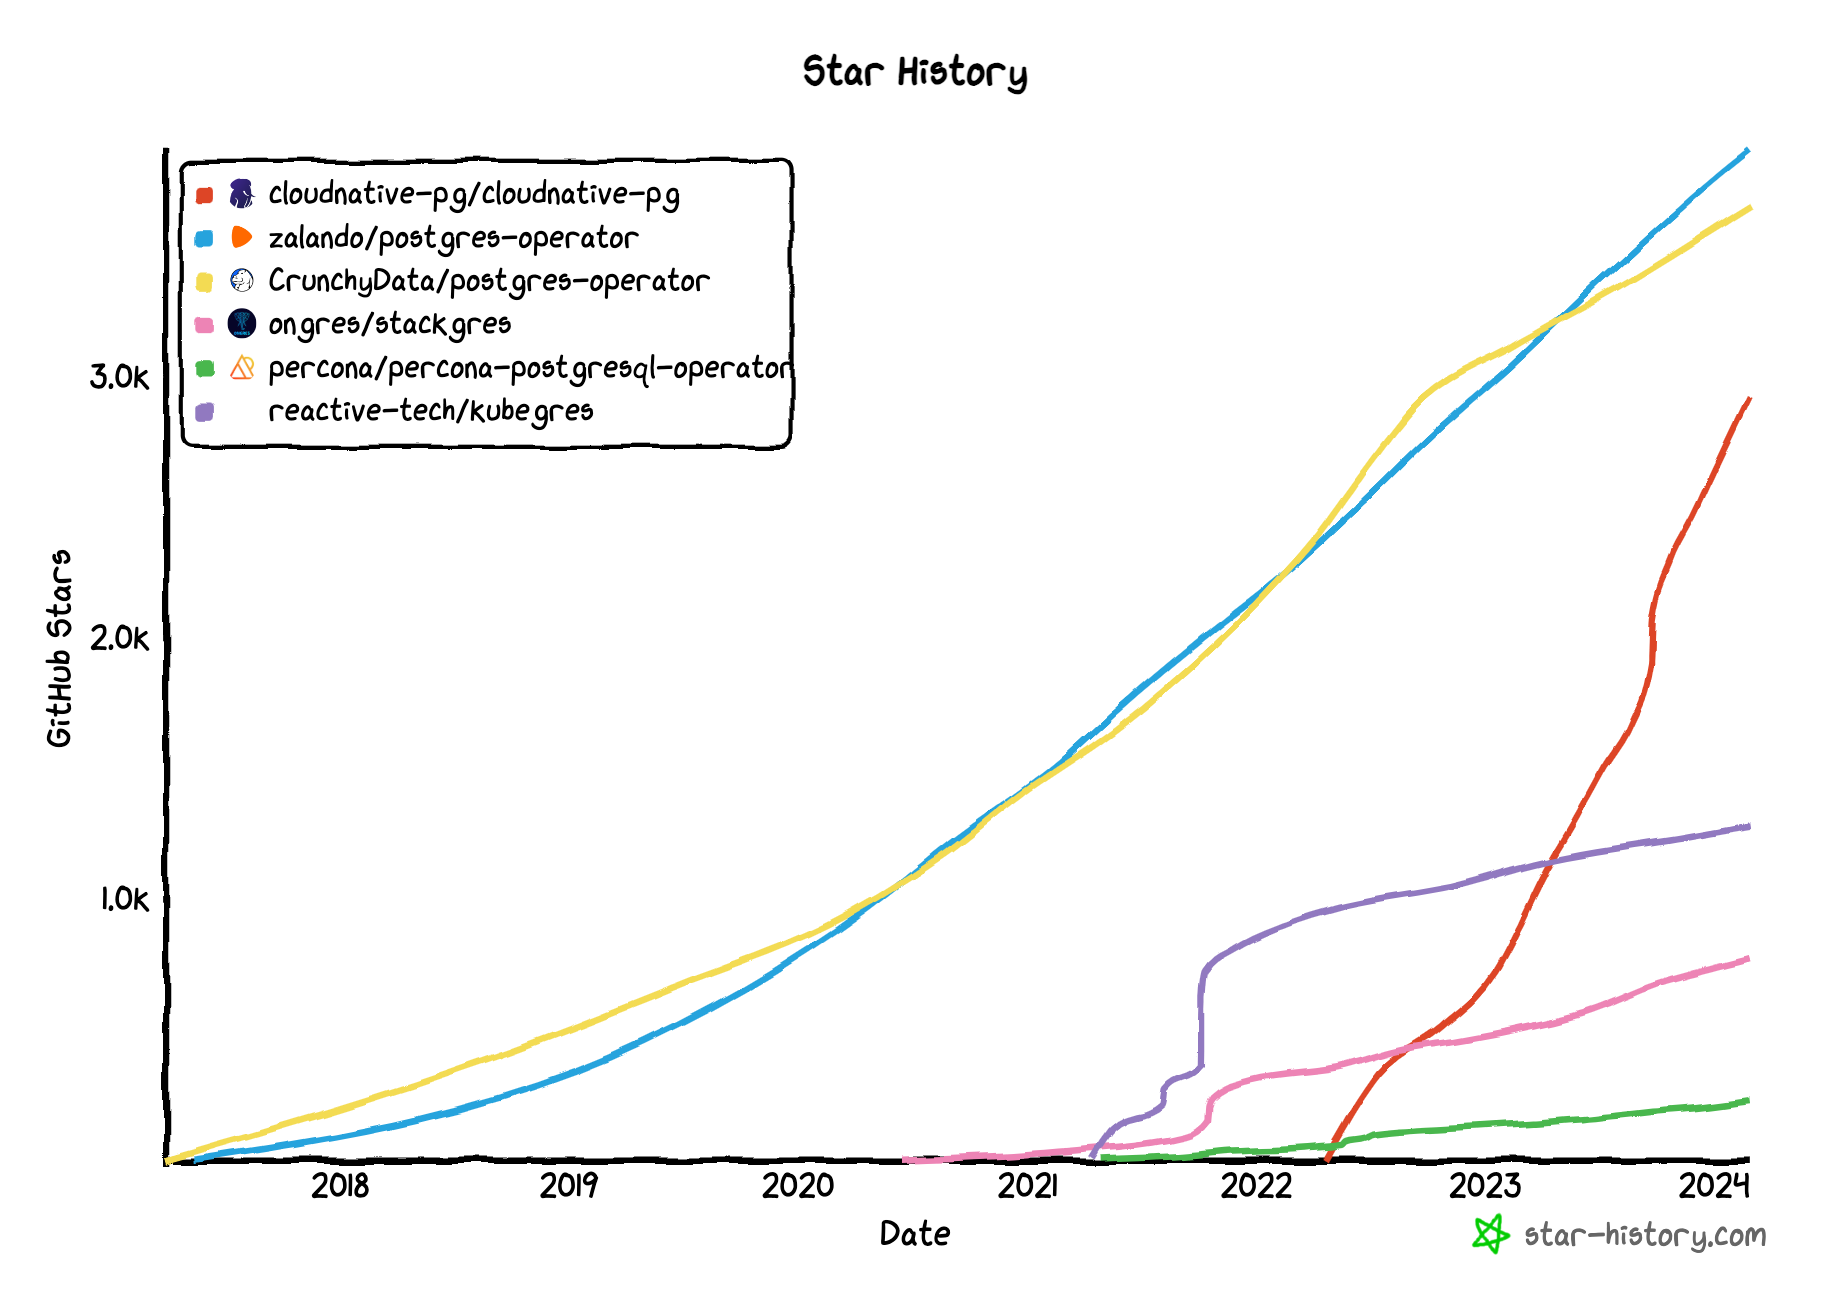 Star History
cloudnative-pg/cloudnative-pg
zalando/postgres-operator
CrunchyData/postgres-operator
ongres/stackgres
percona/percona-postgresql-operator
reactive-tech/kubegres
3.0k
2.0k
1.0k
GitHub Stars
2018 2019 2020 2021 2022 2023 2024
Date
star-history.com